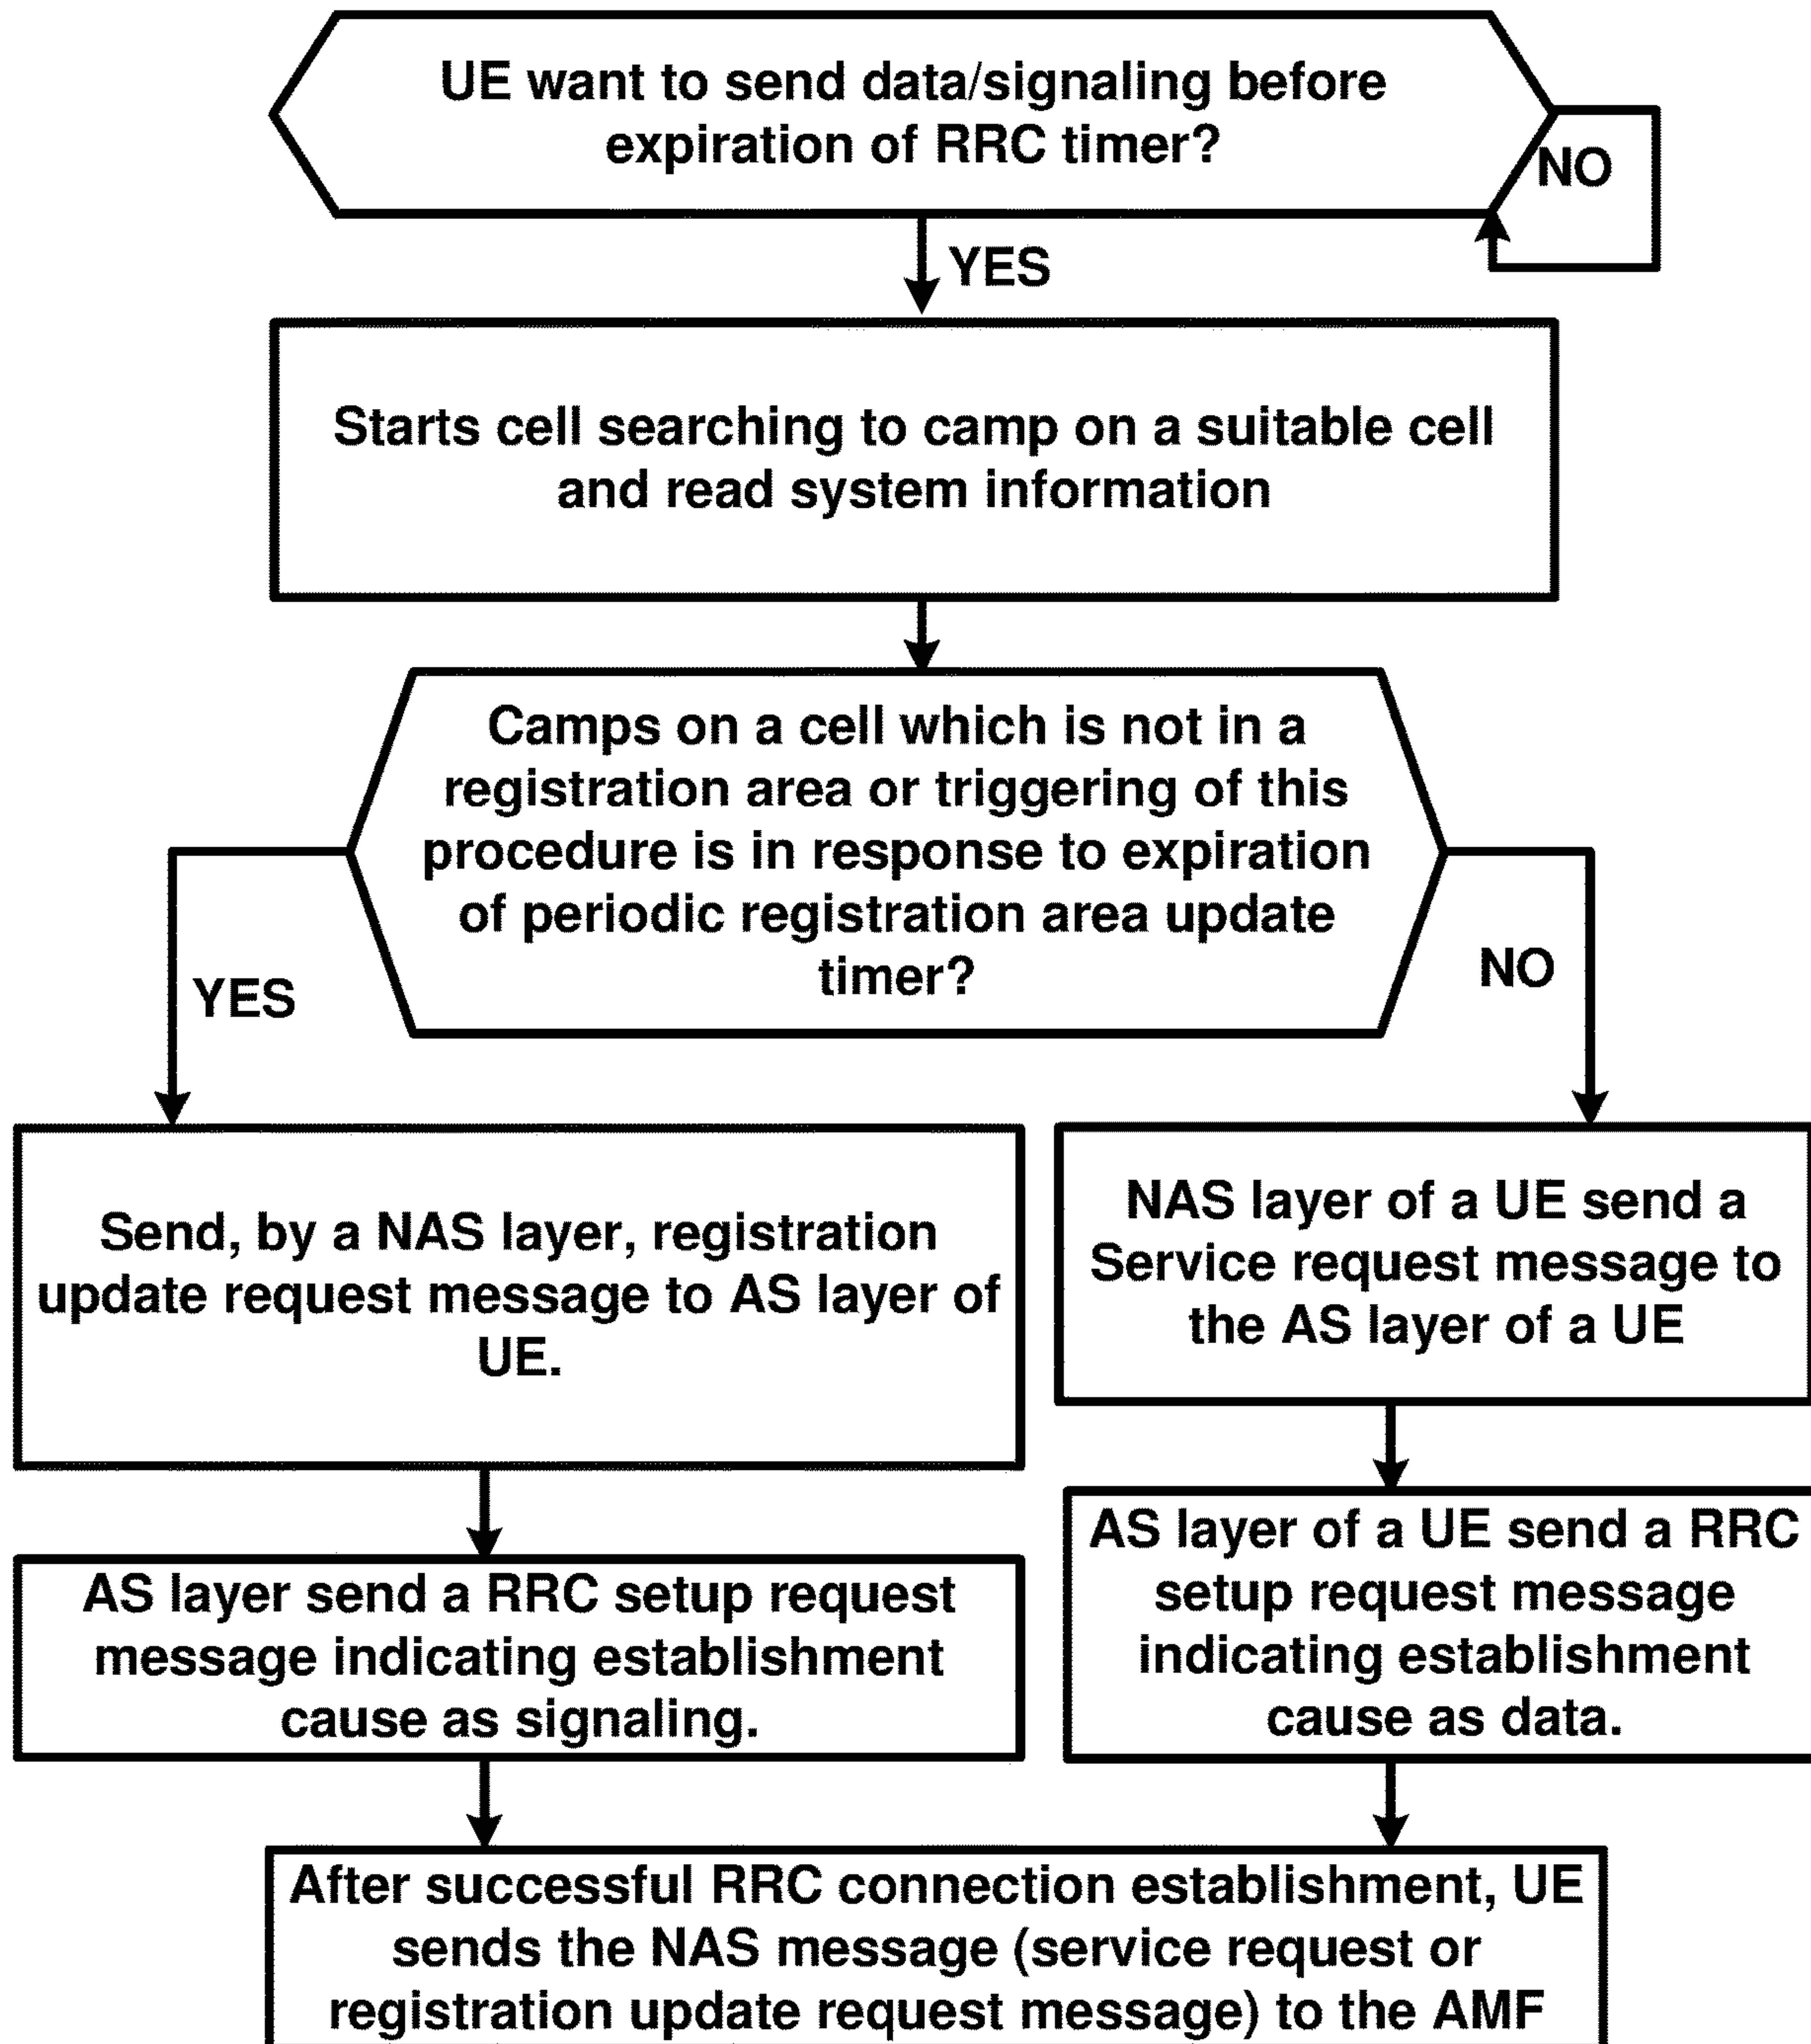 UE want to send data/signaling before
expiration of RRC timer?
NO
YES
Starts cell searching to camp on a suitable cell
and read system information
Camps on a cell which is not in a
registration area or triggering of this
procedure is in response to expiration
of periodic registration area update
timer?
YES
NO
Send, by a NAS layer, registration
update request message to AS layer of
UE.
NAS layer of a UE send a
Service request message to
the AS layer of a UE
AS layer send a RRC setup request
message indicating establishment
cause as signaling.
AS layer of a UE send a RRC
setup request message
indicating establishment
cause as data.
After successful RRC connection establishment, UE
sends the NAS message (service request or
registration update request message) to the AMF